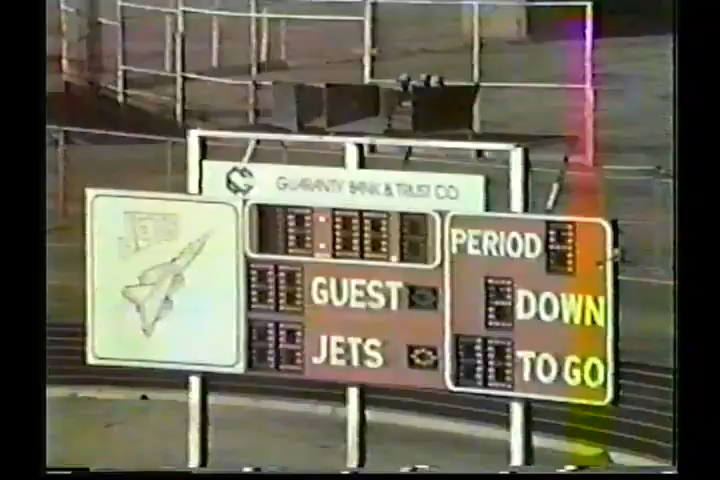 GUARANTY BANK & TRUST CO.
PERIOD
GUEST
DOWN
JETS
TO GO